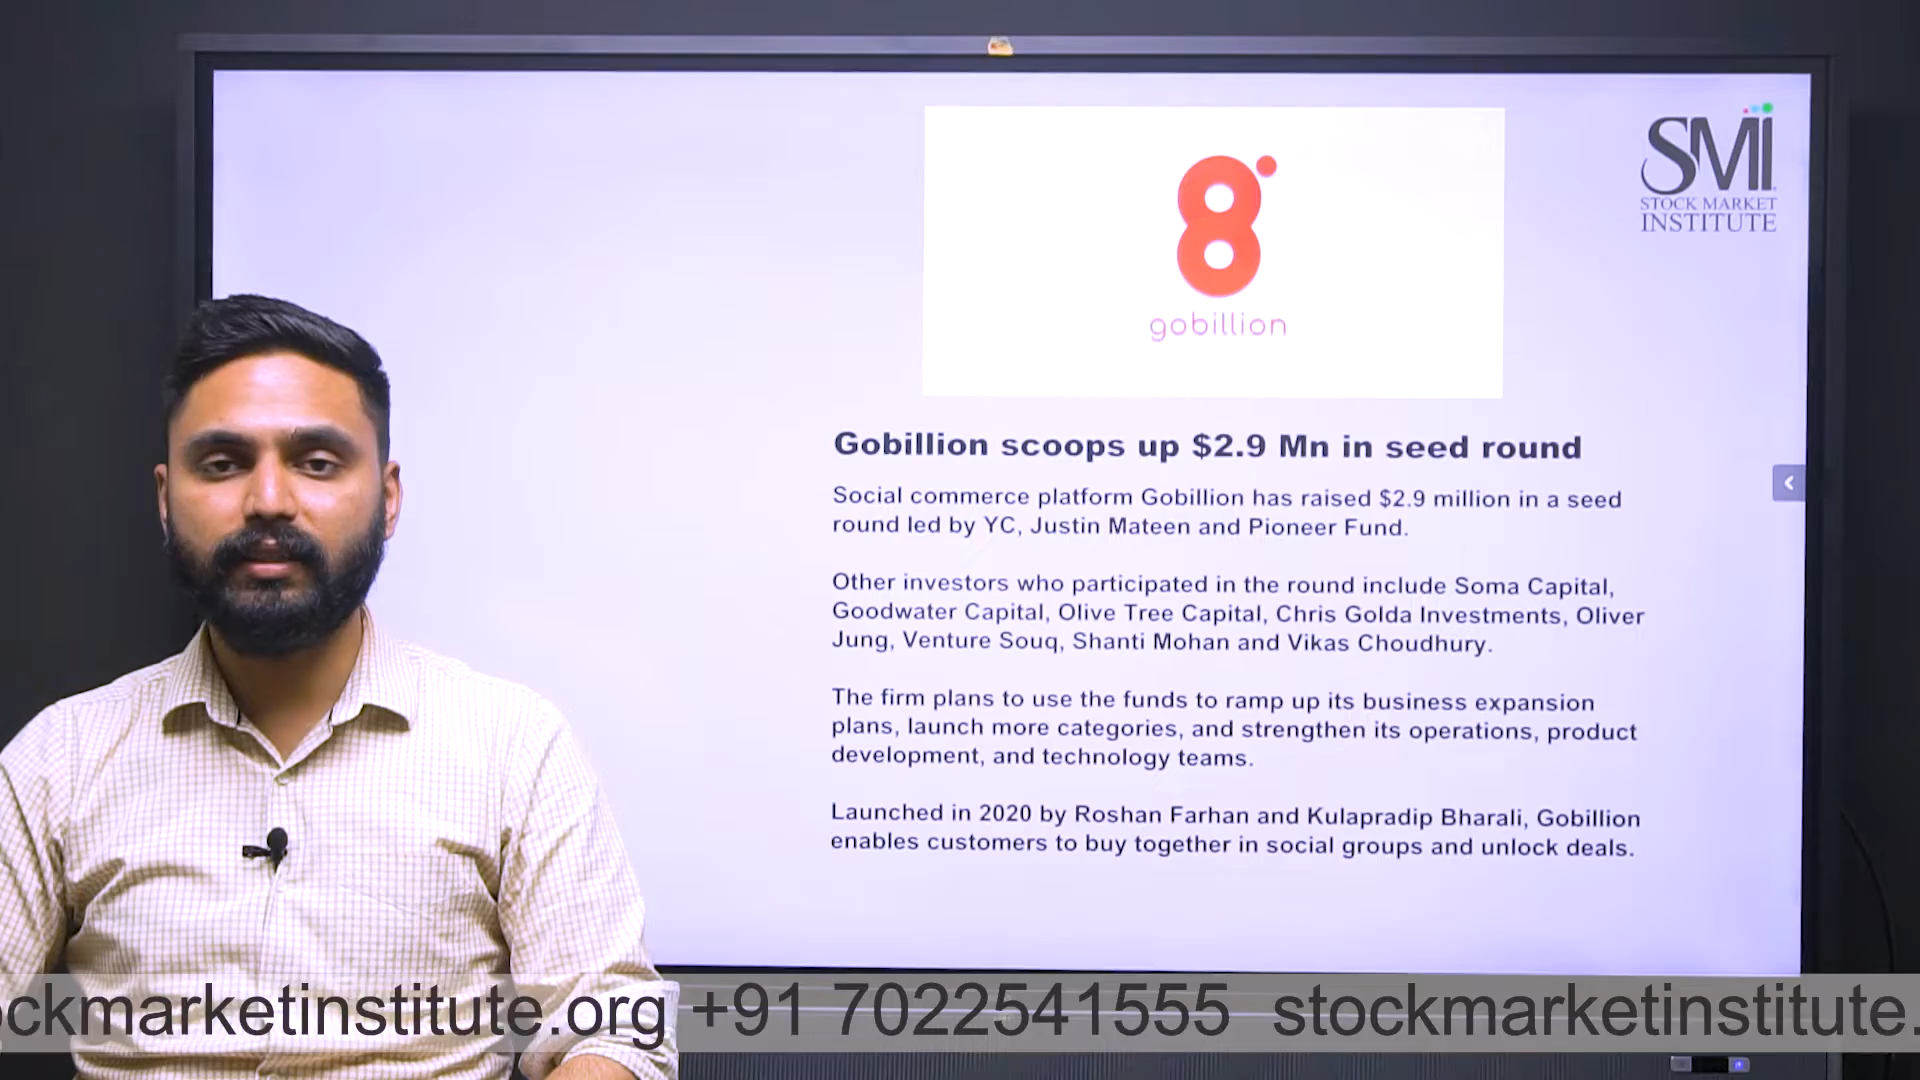 SMI
STOCK MARKET
INSTITUTE
gobillion
Gobillion scoops up $2.9 Mn in seed round
Social commerce platform Gobillion has raised $2.9 million in a seed
round led by YC, Justin Mateen and Pioneer Fund.
Other investors who participated in the round include Soma Capital,
Goodwater Capital, Olive Tree Capital, Chris Golda Investments, Oliver
Jung, Venture Souq, Shanti Mohan and Vikas Choudhury.
The firm plans to use the funds to ramp up its business expansion
plans, launch more categories, and strengthen its operations, product
development, and technology teams.
Launched in 2020 by Roshan Farhan and Kulapradip Bharali, Gobillion
enables customers to buy together in social groups and unlock deals.
ockmarketinstitute.org +91 7022541555 stockmarketinstitute.